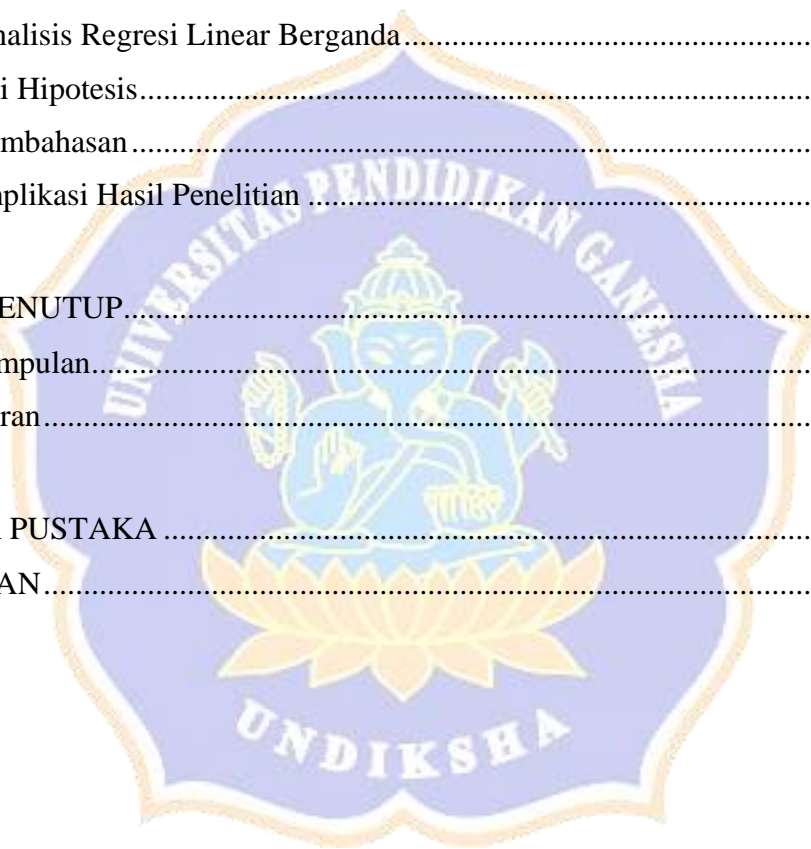 nalisis Regresi Linear Berganda................................................................
i Hipotesis................................................................................................
mbahasan................................................................................................
nplikasi Hasil Penelitian...........................................................................
ENUTUP..................................................................................................
mpulan....................................................................................................
ran...........................................................................................................
PUSTAKA...............................................................................................
AN...........................................................................................................
UNIVERSITAS PENDIDIKAN GANESHA
UNDIKSHA